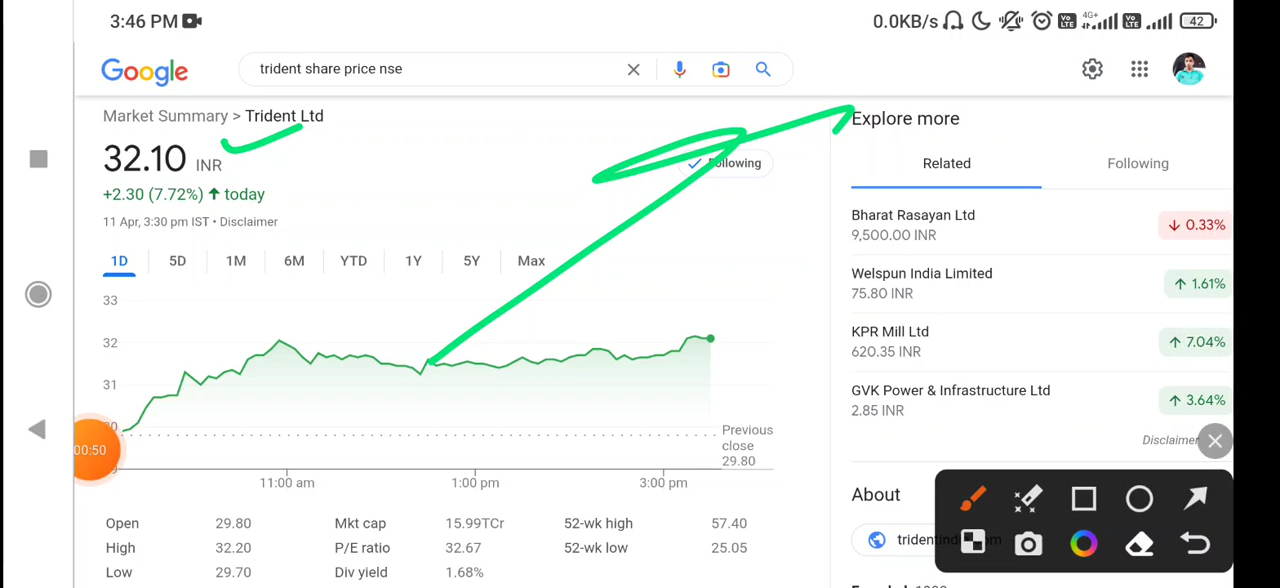 3:46 PM
0.0KB/s
Vo LTE
4G+
Vo LTE
42
Google
trident share price nse
Market Summary > Trident Ltd
32.10 INR
+2.30 (7.72%) ↑ today
11 Apr, 3:30 pm IST • Disclaimer
Following
1D
5D
1M
6M
YTD
1Y
5Y
Max
33
32
31
Previous close 29.80
11:00 am
1:00 pm
3:00 pm
Open 29.80
High 32.20
Low 29.70
Mkt cap 15.99TCr
P/E ratio 32.67
Div yield 1.68%
52-wk high 57.40
52-wk low 25.05
00:50
Explore more
Related
Following
Bharat Rasayan Ltd
9,500.00 INR
↓ 0.33%
Welspun India Limited
75.80 INR
↑ 1.61%
KPR Mill Ltd
620.35 INR
↑ 7.04%
GVK Power & Infrastructure Ltd
2.85 INR
↑ 3.64%
Disclaimer
About